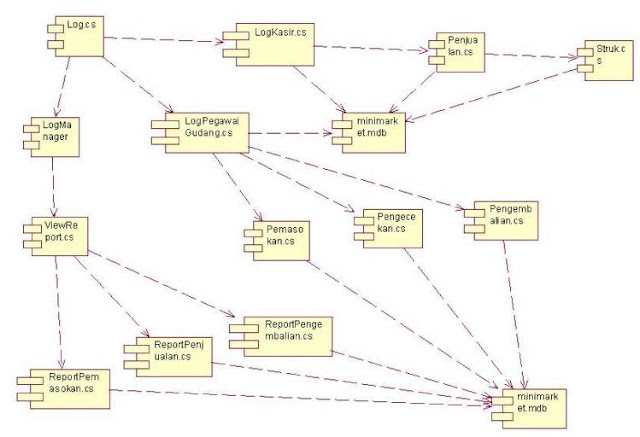 Log.cs
LogKasir.cs
Penjua
lan.cs
Struk.c
s
LogMa
nager
LogPegawai
Gudang.cs
minimark
et.mdb
ViewRe
port.cs
Pemaso
kan.cs
Pengece
kan.cs
Pengemb
alian.cs
ReportPenge
mbalian.cs
ReportPenj
ualan.cs
ReportPem
asokan.cs
minimark
et.mdb